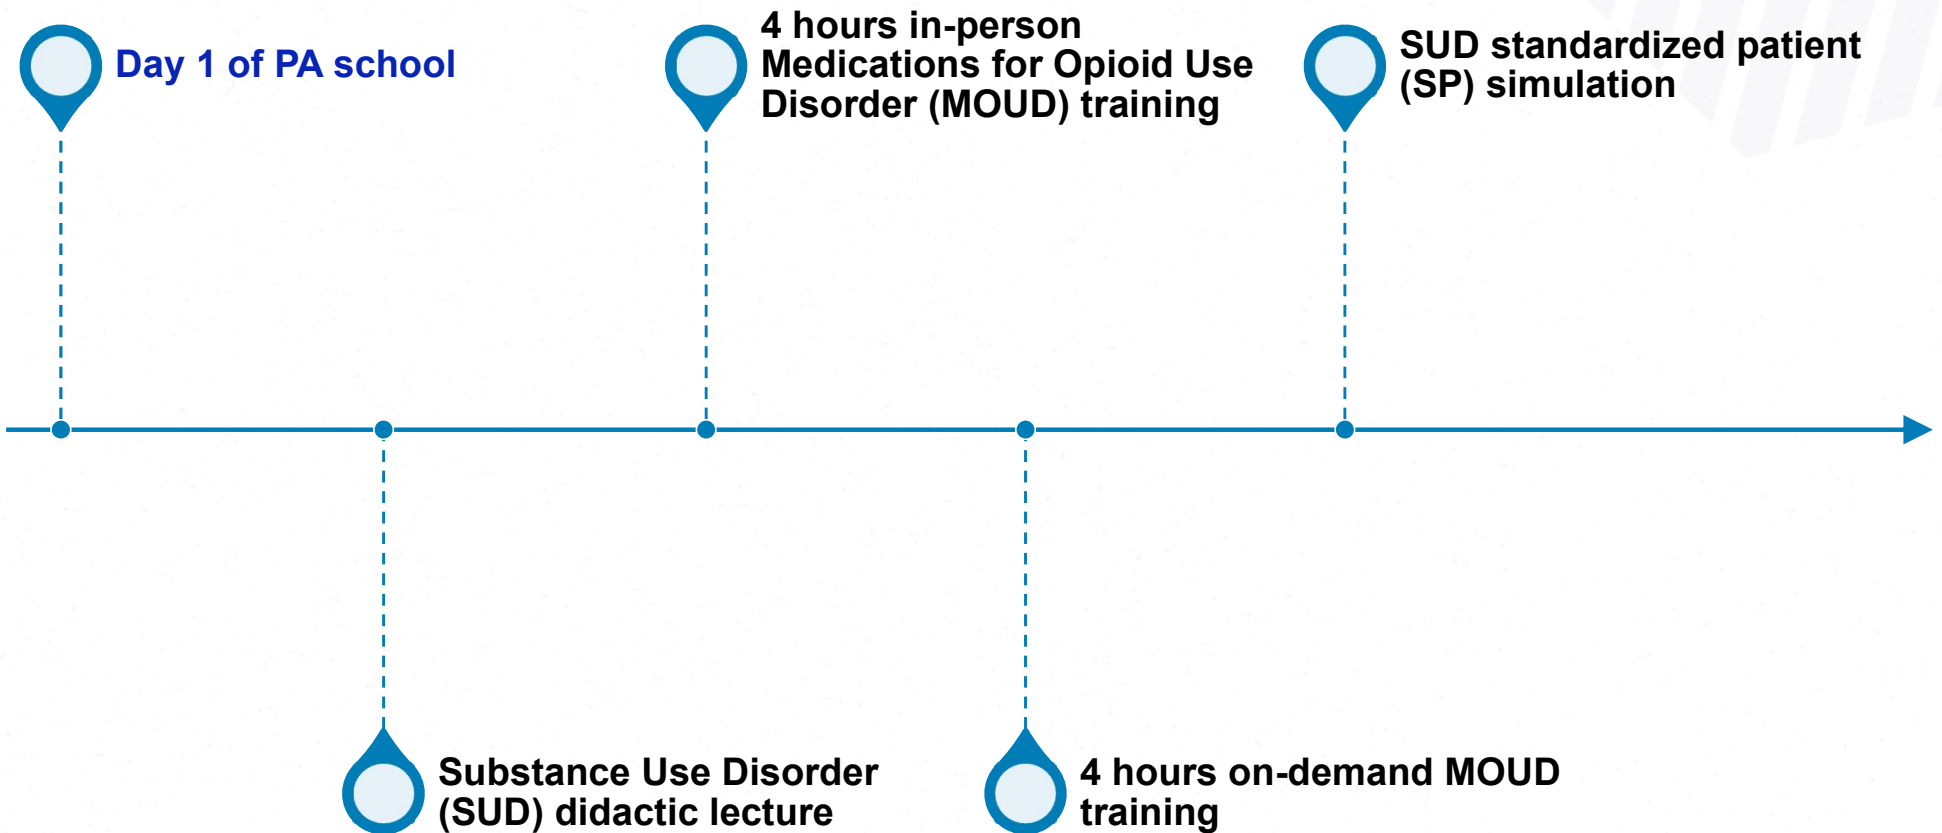 Day 1 of PA school
4 hours in-person
Medications for Opioid Use
Disorder (MOUD) training
SUD standardized patient
(SP) simulation
Substance Use Disorder
(SUD) didactic lecture
4 hours on-demand MOUD
training